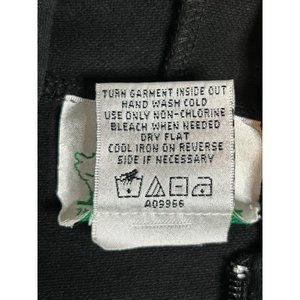 TURN GARMENT INSIDE OUT
HAND WASH COLD
USE ONLY NON-CHLORINE
BLEACH WHEN NEEDED
DRY FLAT
COOL IRON ON REVERSE
SIDE IF NECESSARY
A09966